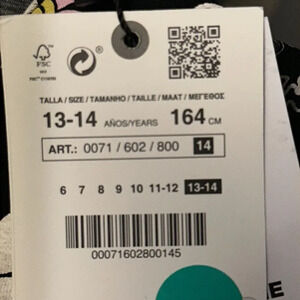 FSC
TALLA / SIZE / TAMANHO / TAILLE / MAAT / ΜΕΓΕΘΟΣ
13-14 AÑOS/YEARS 164 CM
ART.: 0071 / 602 / 800 14
6 7 8 9 10 11-12 13-14
00071602800145
E